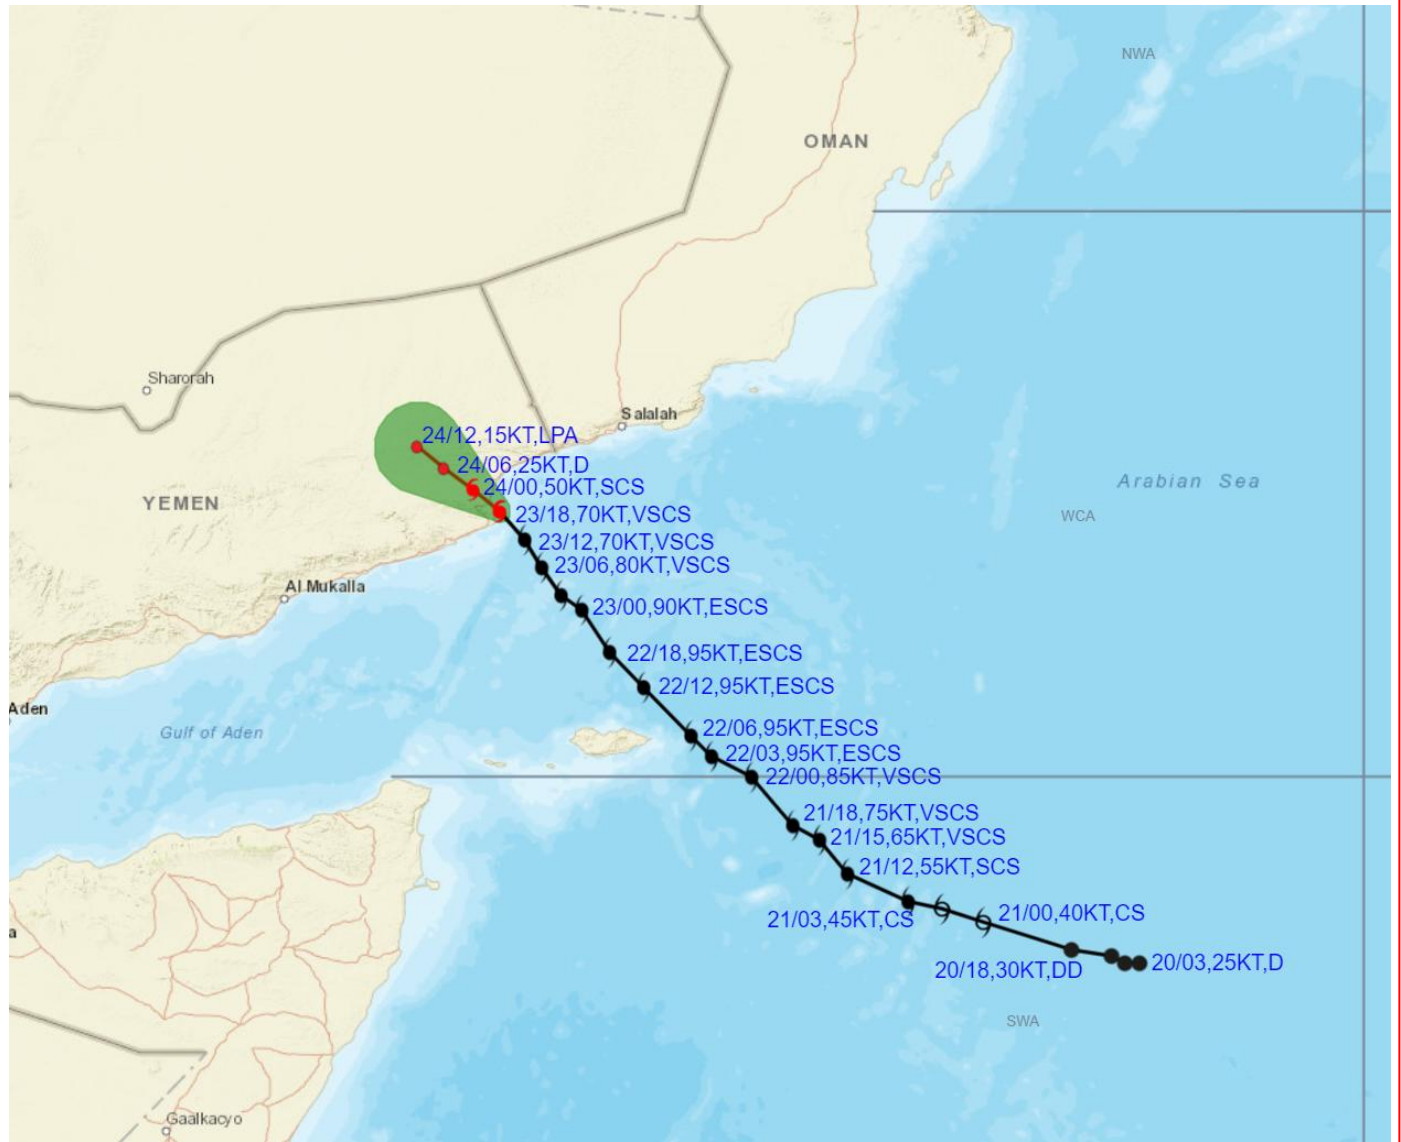 NWA
OMAN
Sharorah
Salalah
24/12,15KT,LPA
24/06,25KT,D
24/00,50KT,SCS
Arabian Sea
YEMEN
23/18,70KT,VSCS
WCA
23/12,70KT,VSCS
23/06,80KT,VSCS
Al Mukalla
23/00,90KT,ESCS
22/18,95KT,ESCS
22/12,95KT,ESCS
Aden
Gulf of Aden
22/06,95KT,ESCS
22/03,95KT,ESCS
22/00,85KT,VSCS
21/18,75KT,VSCS
21/15,65KT,VSCS
21/12,55KT,SCS
21/03,45KT,CS
21/00,40KT,CS
a
20/18,30KT,DD
20/03,25KT,D
SWA
Gaalkacyo